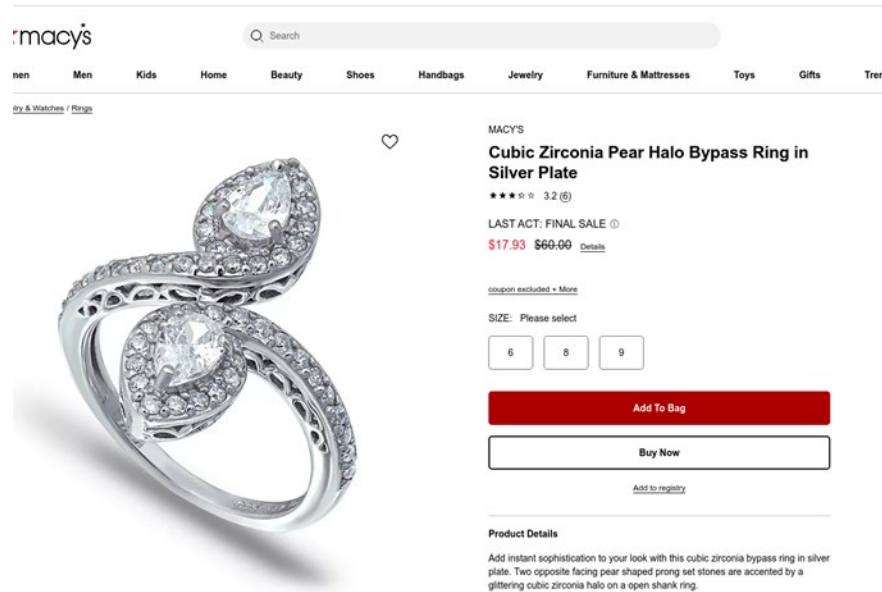 macy's
Search
Men
Kids
Home
Beauty
Shoes
Handbags
Jewelry
Furniture & Mattresses
Toys
Gifts
/ Rings
& Watches
MACY'S
Cubic Zirconia Pear Halo Bypass Ring in
Silver Plate
3.2 (6)
LAST ACT: FINAL SALE
$17.93 $60.00 Details
coupon excluded + More
SIZE: Please select
6
8
9
Add To Bag
Buy Now
Add to registry
Product Details
Add instant sophistication to your look with this cubic zirconia bypass ring in silver
plate. Two opposite facing pear shaped prong set stones are accented by a
glittering cubic zirconia halo on a open shank ring.